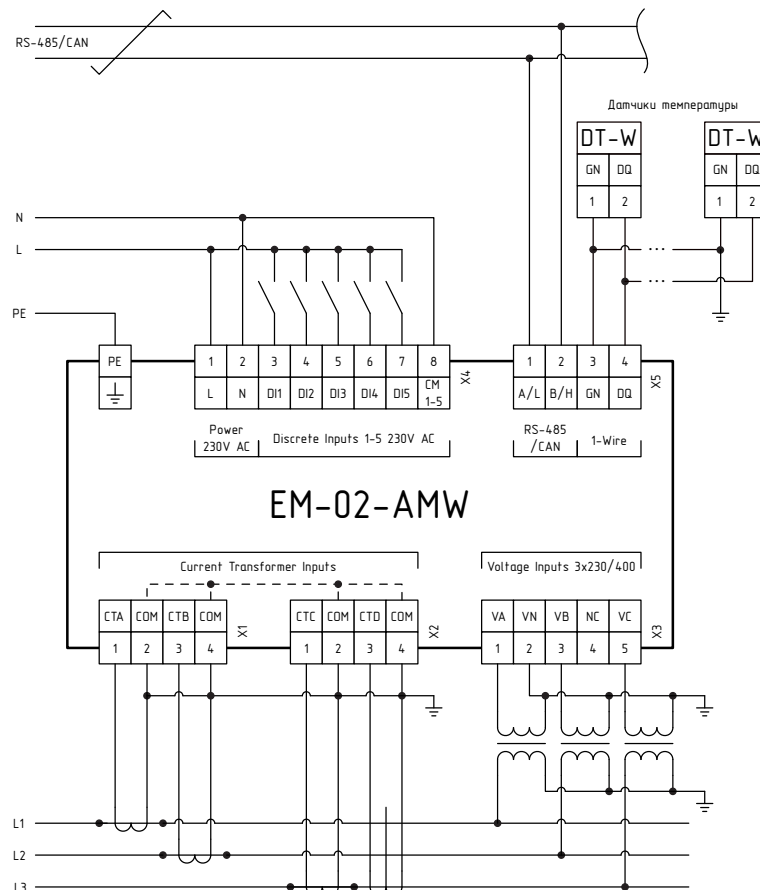 RS-485/CAN
Датчики температуры
DT-W DT-W
GN DQ GN DQ
1 2 1 2
N
L
PE
PE 1 2 3 4 5 6 7 8 X4 1 2 3 4 X5
L N DI1 DI2 DI3 DI4 DI5 CM 1-5 A/L B/H GN DQ
Power
230V AC
Discrete Inputs 1-5 230V AC
RS-485
/CAN
1-Wire
EM-02-AMW
Current Transformer Inputs
Voltage Inputs 3x230/400
CTA COM CTB COM X1 CTC COM CTD COM X2 VA VN VB NC VC X3
1 2 3 4 1 2 3 4 1 2 3 4 5
L1
L2
L3